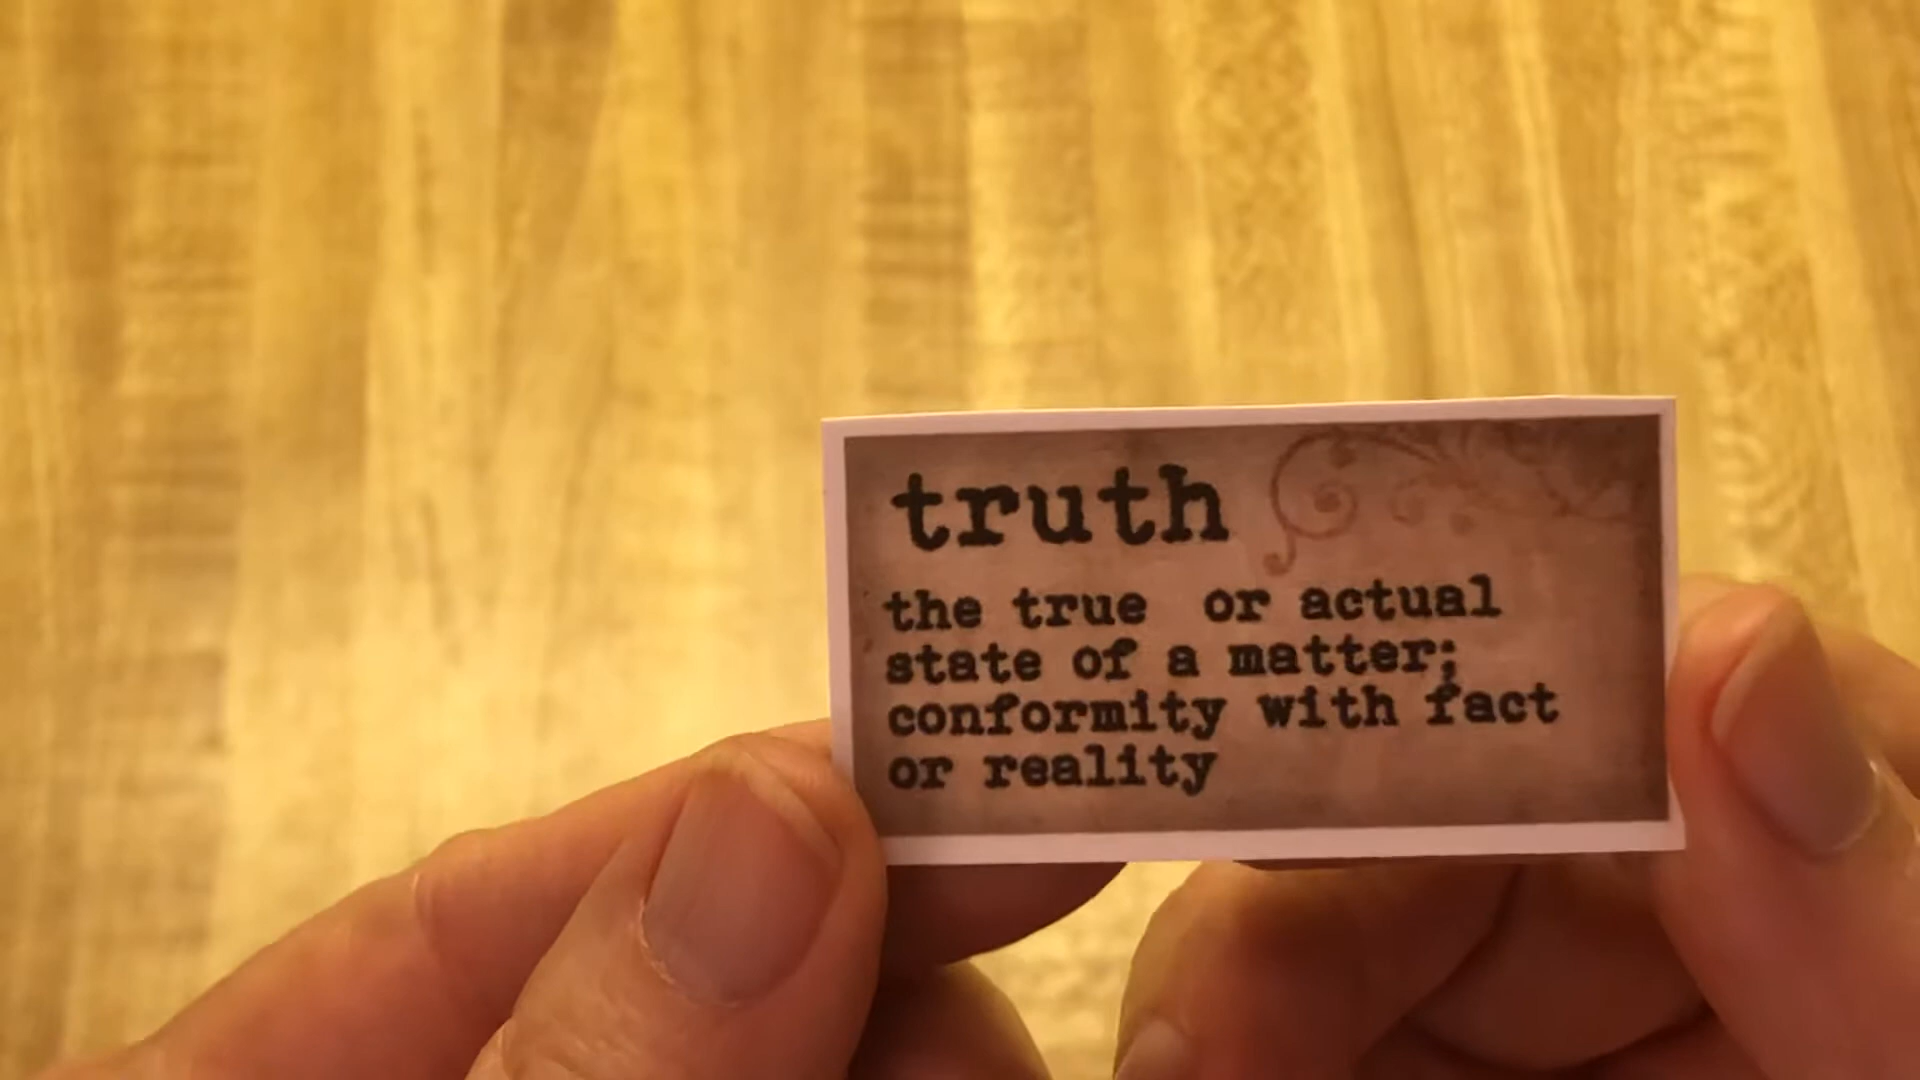 truth
the true or actual
state of a matter;
conformity with fact
or reality